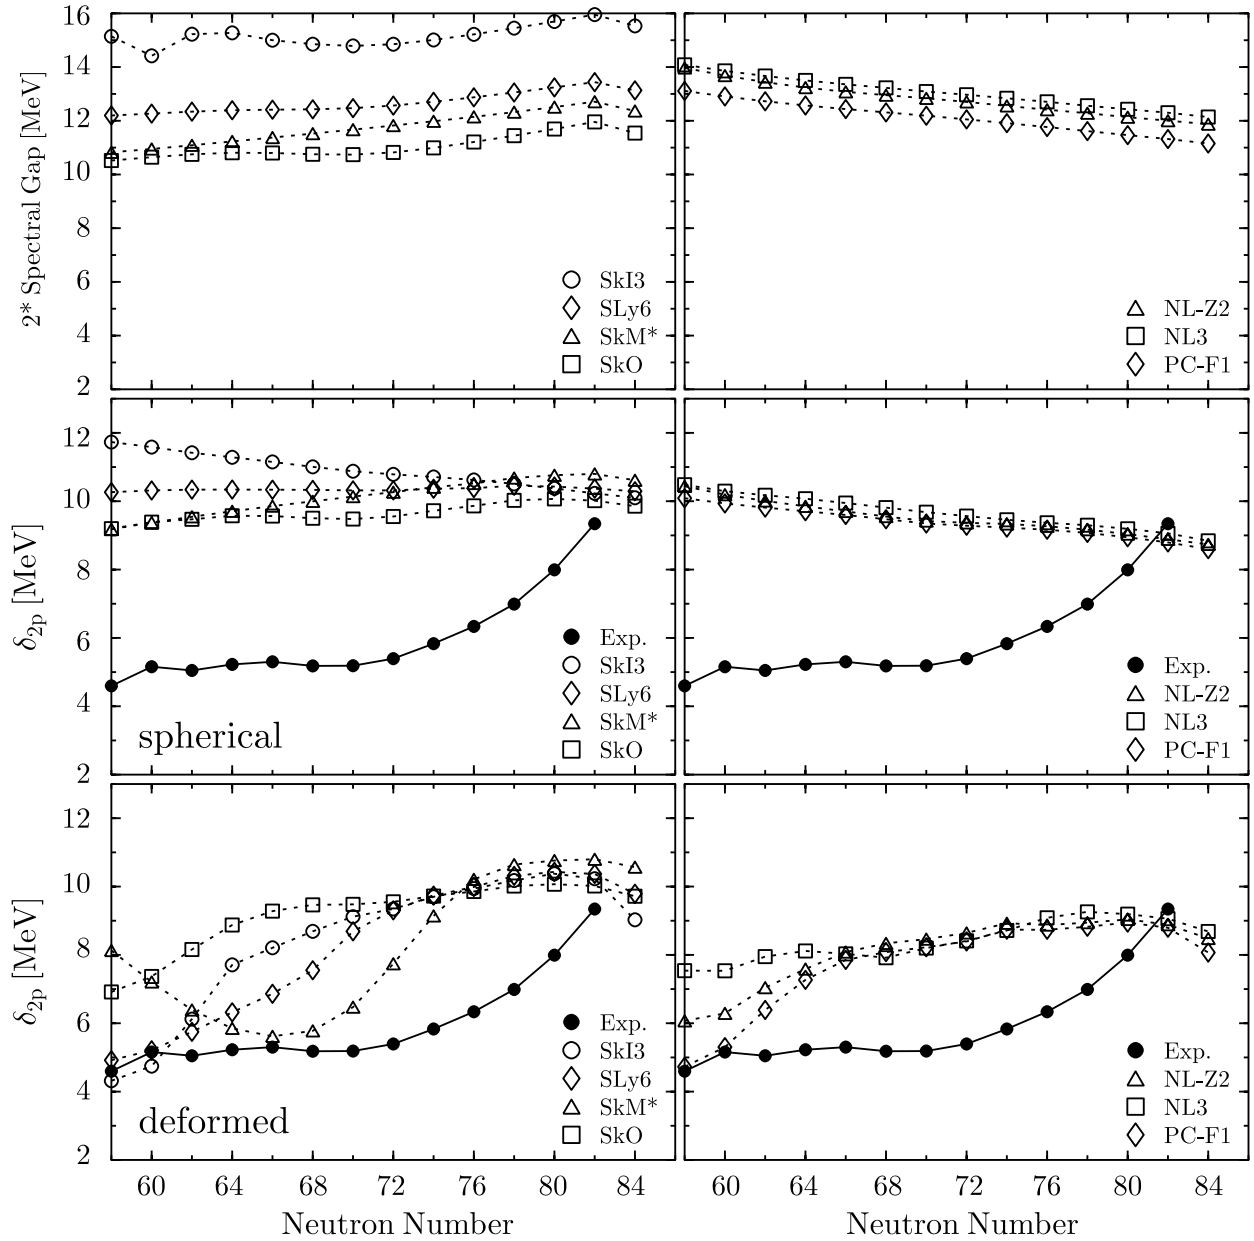 16
14
12
10
6
4
2
2* Spectral Gap [MeV]
SkI3
SLy6
SkM*
SkO
NL-Z2
NL3
PC-F1
12
10
8
6
4
2
δ2p [MeV]
Exp.
SkI3
SLy6
SkM*
SkO
spherical
Exp.
NL-Z2
NL3
PC-F1
12
10
8
6
4
2
δ2p [MeV]
Exp.
SkI3
SLy6
SkM*
SkO
deformed
Exp.
NL-Z2
NL3
PC-F1
60 64 68 72 76 80 84
60 64 68 72 76 80 84
Neutron Number
Neutron Number